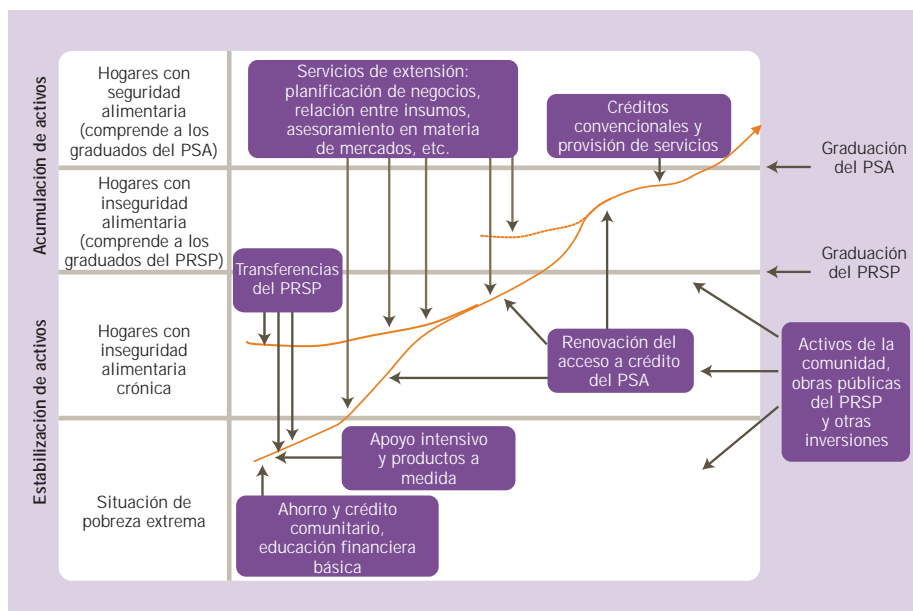 Acumulación de activos
Estabilización de activos
Hogares con
seguridad
alimentaria
(comprende a los
graduados del PSA)
Hogares con
inseguridad
alimentaria
(comprende a los
graduados del PRSP)
Hogares con
inseguridad
alimentaria
crónica
Situación de
pobreza extrema
Servicios de extensión:
planificación de negocios,
relación entre insumos,
asesoramiento en materia
de mercados, etc.
Créditos
convencionales y
provisión de servicios
Transferencias
del PRSP
Renovación del
acceso a crédito
del PSA
Apoyo intensivo
y productos a
medida
Ahorro y crédito
comunitario,
educación financiera
básica
Graduación
del PSA
Graduación
del PRSP
Activos de la
comunidad,
obras públicas
del PRSP
y otras
inversiones